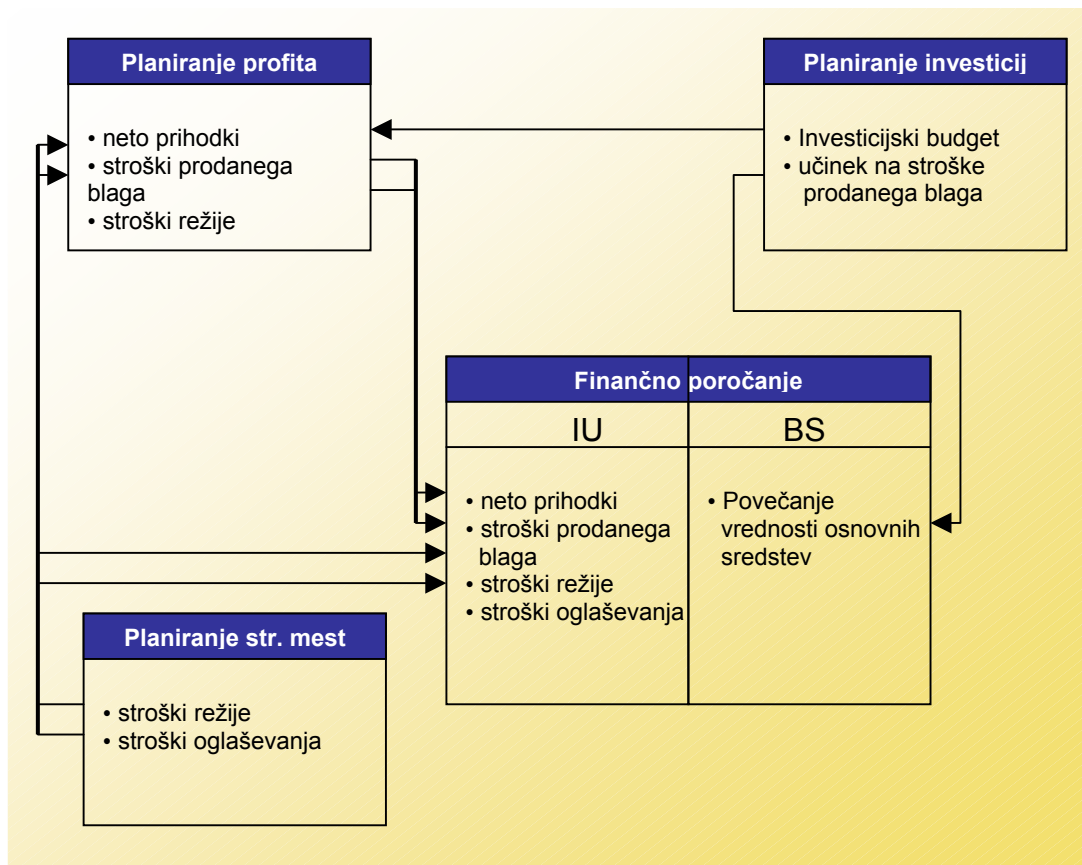 Planiranje profita
• neto prihodki
• stroški prodanega
blaga
• stroški režije
Planiranje investicij
• Investicijski budget
• učinek na stroške
prodanega blaga
Finančno poročanje
IU
• neto prihodki
• stroški prodanega
blaga
• stroški režije
• stroški oglaševanja
BS
• Povečanje
vrednosti osnovnih
sredstev
Planiranje str. mest
• stroški režije
• stroški oglaševanja